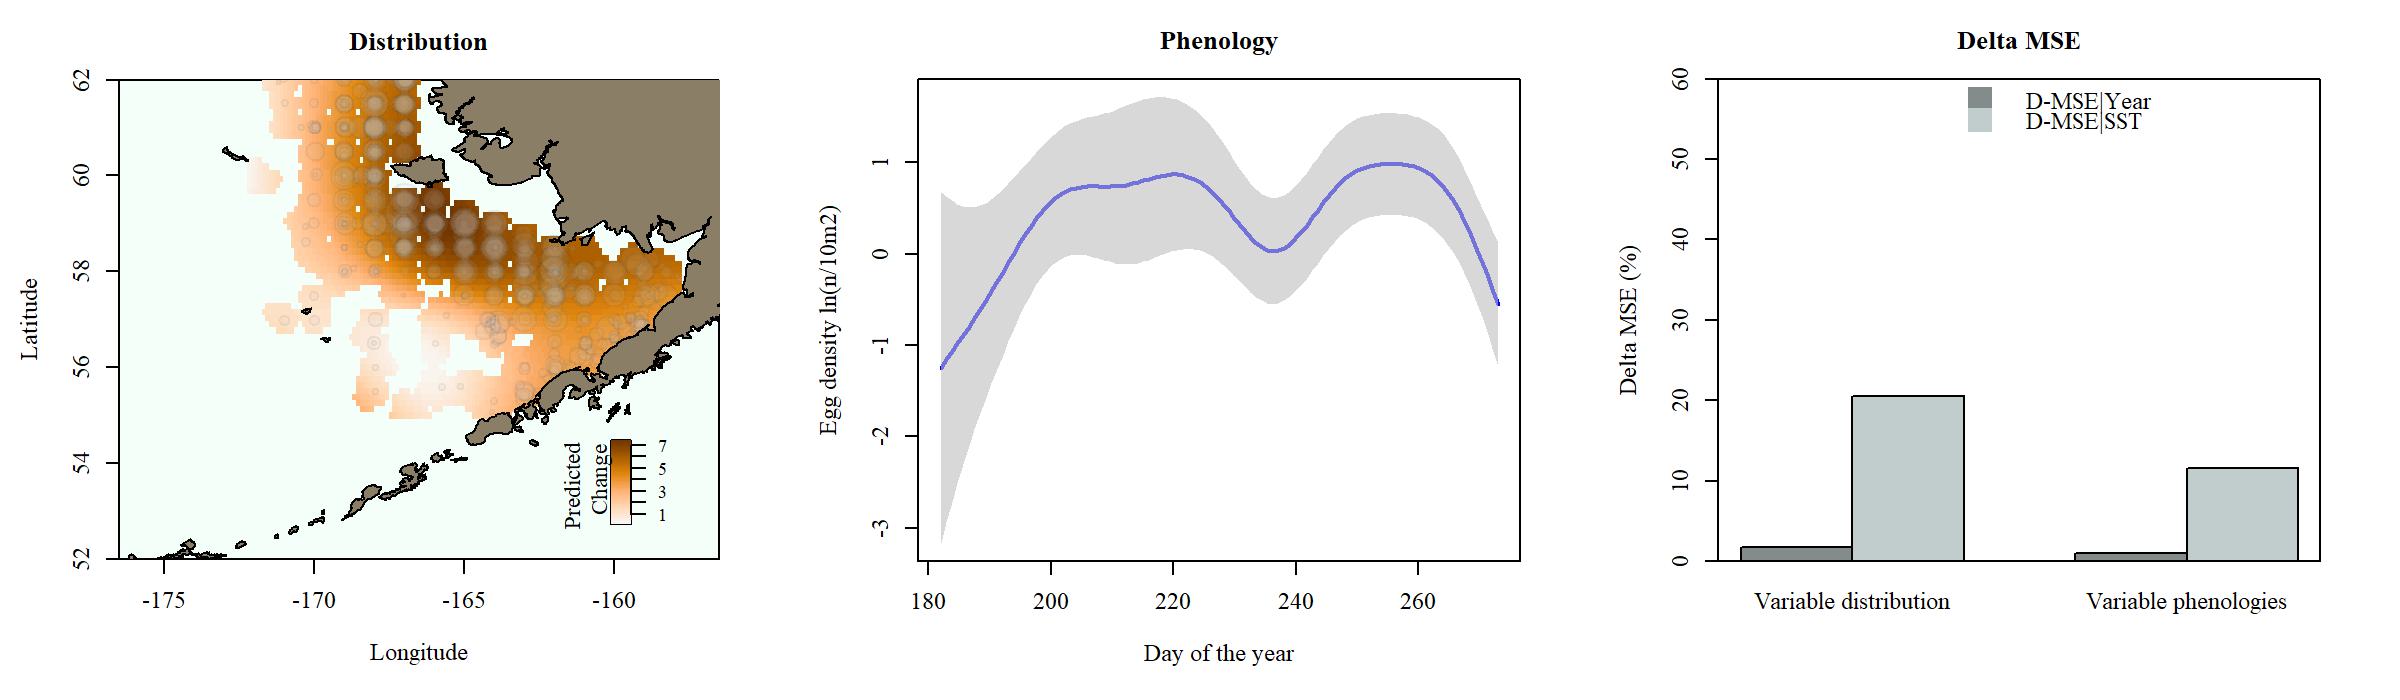 Distribution
62
60
58
56
54
52
Latitude
-175
-170
-165
-160
Longitude
Predicted
Change
7
5
3
1
Phenology
1
0
-1
-2
-3
Egg density ln(n/10m2)
180
200
220
240
260
Day of the year
Delta MSE
60
50
40
30
20
10
0
Delta MSE (%)
D-MSE|Year
D-MSE|SST
Variable distribution
Variable phenologies